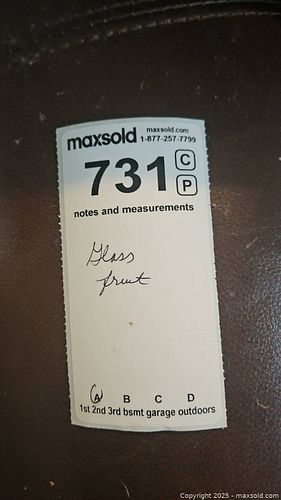 maxsold maxsold.com
1-877-257-7799
731 C
P
notes and measurements
Glass
fruit
A B C D
1st 2nd 3rd bsmt garage outdoors
Copyright 2025 - maxsold.com